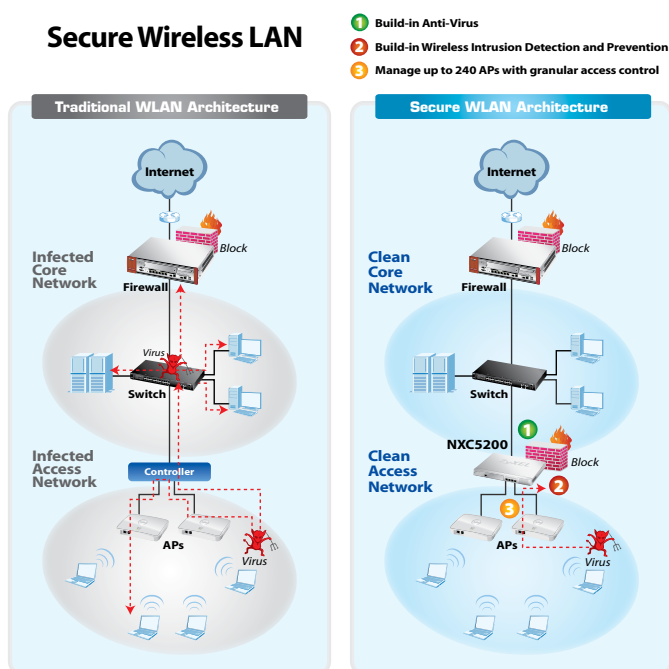 Secure Wireless LAN
1 Build-in Anti-Virus
2 Build-in Wireless Intrusion Detection and Prevention
3 Manage up to 240 APs with granular access control
Traditional WLAN Architecture
Internet
Block
Infected
Core
Network
Firewall
Virus
Switch
Infected
Access
Network
Controller
APs
Virus
Secure WLAN Architecture
Internet
Block
Clean
Core
Network
Firewall
Switch
1
NXC5200
Clean
Access
Network
Block
2
3
APs
Virus